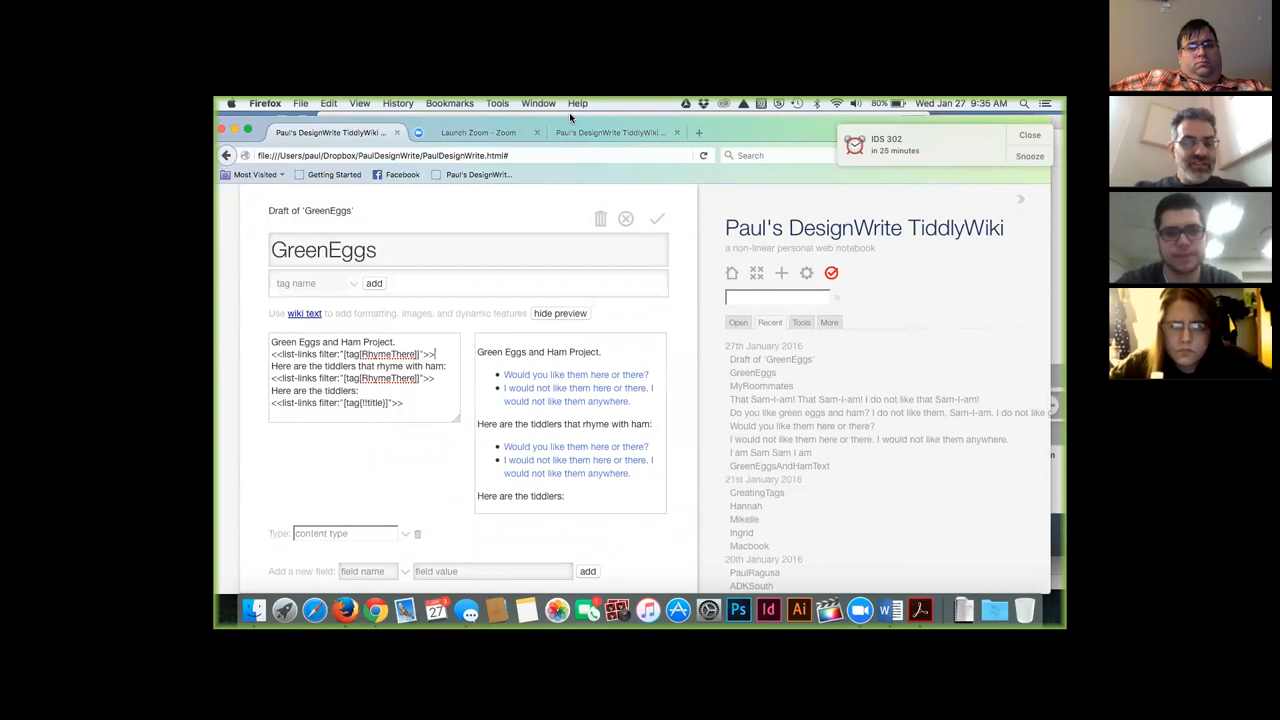 Firefox File Edit View History Bookmarks Tools Window Help 80% Wed Jan 27 9:35 AM
Paul's DesignWrite TiddlyWiki ... Launch Zoom - Zoom Paul's DesignWrite TiddlyWiki ...
file:///Users/paul/Dropbox/PaulDesignWrite/PaulDesignWrite.html# Search
Most Visited Getting Started Facebook Paul's DesignWrit...
IDS 302
in 25 minutes
Close
Snooze
Draft of 'GreenEggs'
GreenEggs
tag name add
Use wiki text to add formatting, images, and dynamic features hide preview
Green Eggs and Ham Project.
<<list-links filter:"[tag[RhymeThere]]">>
Here are the tiddlers that rhyme with ham:
<<list-links filter:"[tag[RhymeThere]]">>
Here are the tiddlers:
<<list-links filter:"[tag{!!title}]">>
Green Eggs and Ham Project.
Would you like them here or there?
I would not like them here or there. I
would not like them anywhere.
Here are the tiddlers that rhyme with ham:
Would you like them here or there?
I would not like them here or there. I
would not like them anywhere.
Here are the tiddlers:
Type: content type
Add a new field: field name field value add
Paul's DesignWrite TiddlyWiki
a non-linear personal web notebook
Open Recent Tools More
27th January 2016
Draft of 'GreenEggs'
GreenEggs
MyRoommates
That Sam-I-am! That Sam-I-am! I do not like that Sam-I-am!
Do you like green eggs and ham? I do not like them, Sam-I-am. I do not like g
Would you like them here or there?
I would not like them here or there. I would not like them anywhere.
I am Sam Sam I am
GreenEggsAndHamText
21st January 2016
CreatingTags
Hannah
Mikelle
Ingrid
Macbook
20th January 2016
PaulRagusa
ADKSouth
27
3
1
Ps Id Ai W